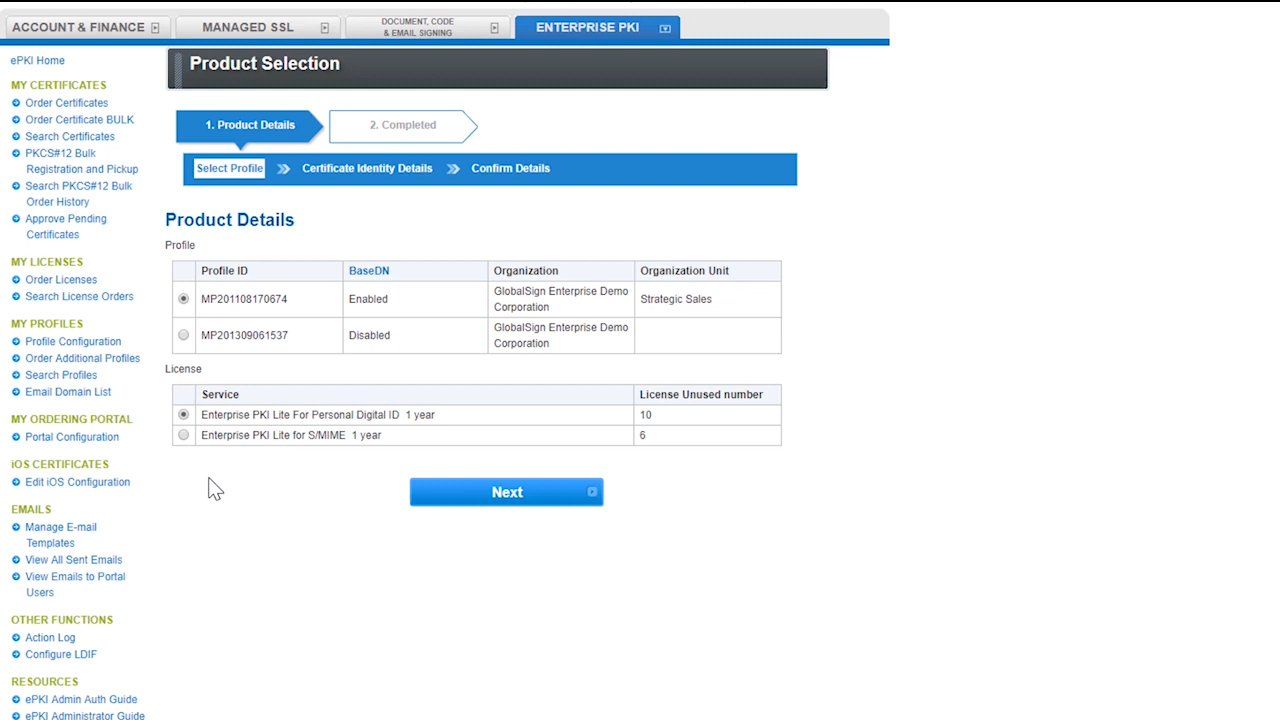 ACCOUNT & FINANCE
MANAGED SSL
DOCUMENT, CODE
& EMAIL SIGNING
ENTERPRISE PKI
ePKI Home
MY CERTIFICATES
Order Certificates
Order Certificate BULK
Search Certificates
PKCS#12 Bulk
Registration and Pickup
Search PKCS#12 Bulk
Order History
Approve Pending
Certificates
MY LICENSES
Order Licenses
Search License Orders
MY PROFILES
Profile Configuration
Order Additional Profiles
Search Profiles
Email Domain List
MY ORDERING PORTAL
Portal Configuration
iOS CERTIFICATES
Edit iOS Configuration
EMAILS
Manage E-mail
Templates
View All Sent Emails
View Emails to Portal
Users
OTHER FUNCTIONS
Action Log
Configure LDIF
RESOURCES
ePKI Admin Auth Guide
ePKI Administrator Guide
Product Selection
1. Product Details
2. Completed
Select Profile
Certificate Identity Details
Confirm Details
Product Details
Profile
Profile ID BaseDN Organization Organization Unit
MP201108170674 Enabled GlobalSign Enterprise Demo Corporation Strategic Sales
MP201309061537 Disabled GlobalSign Enterprise Demo Corporation
License
Service License Unused number
Enterprise PKI Lite For Personal Digital ID 1 year 10
Enterprise PKI Lite for S/MIME 1 year 6
Next